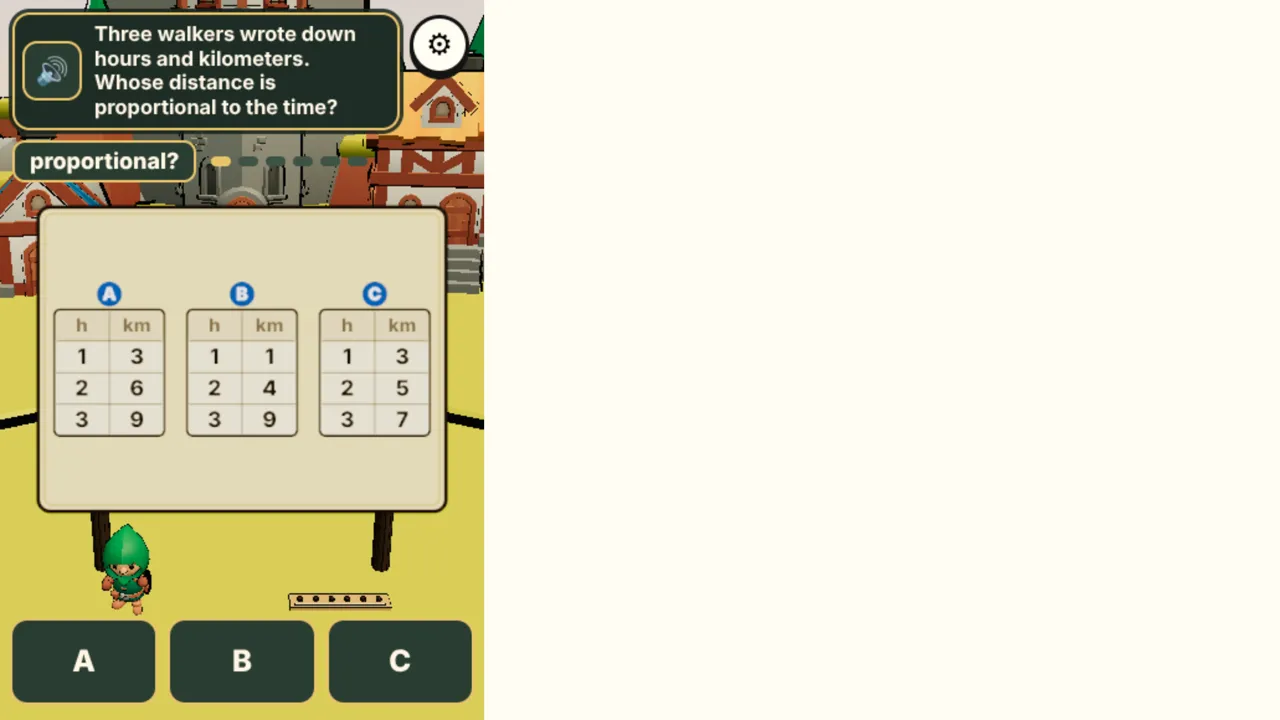 Three walkers wrote down
hours and kilometers.
Whose distance is
proportional to the time?
proportional?
A
h km
1 3
2 6
3 9
B
h km
1 1
2 4
3 9
C
h km
1 3
2 5
3 7
A B C